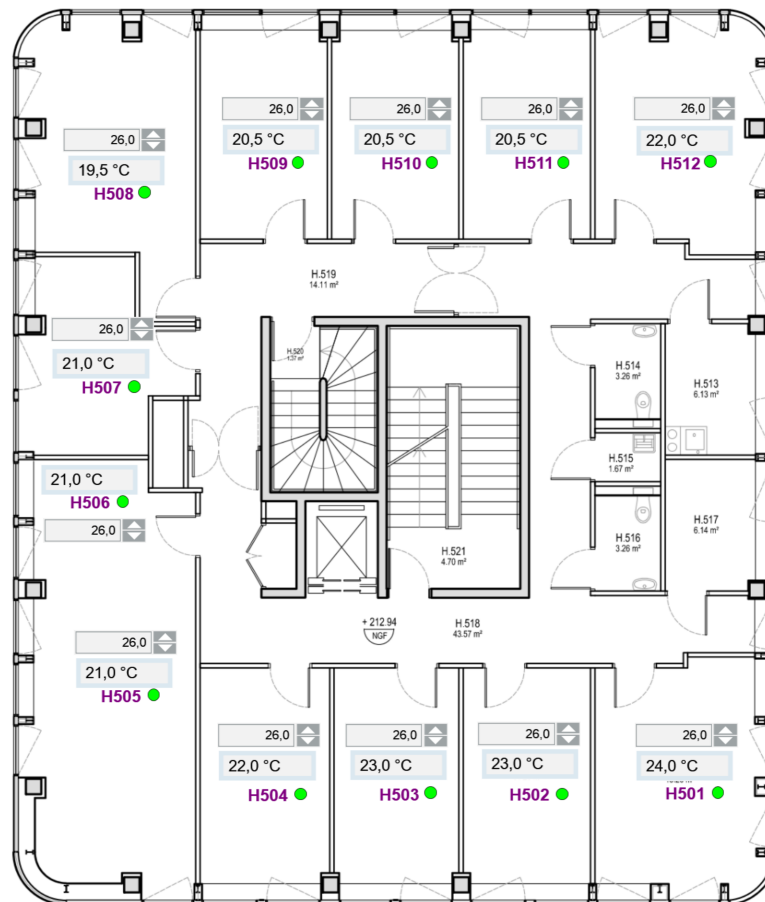 26,0
20,5 °C
H509
26,0
20,5 °C
H510
26,0
20,5 °C
H511
26,0
22,0 °C
H512
26,0
19,5 °C
H508
H.519
14.11 m²
26,0
21,0 °C
H507
H.520
1.37 m²
H.514
3.26 m²
H.513
6.13 m²
H.515
1.67 m²
21,0 °C
H506
26,0
H.516
3.26 m²
H.517
6.14 m²
H.521
4.70 m²
+ 212.94
NGF
H.518
43.57 m²
26,0
21,0 °C
H505
26,0
22,0 °C
H504
26,0
23,0 °C
H503
26,0
23,0 °C
H502
26,0
24,0 °C
H501